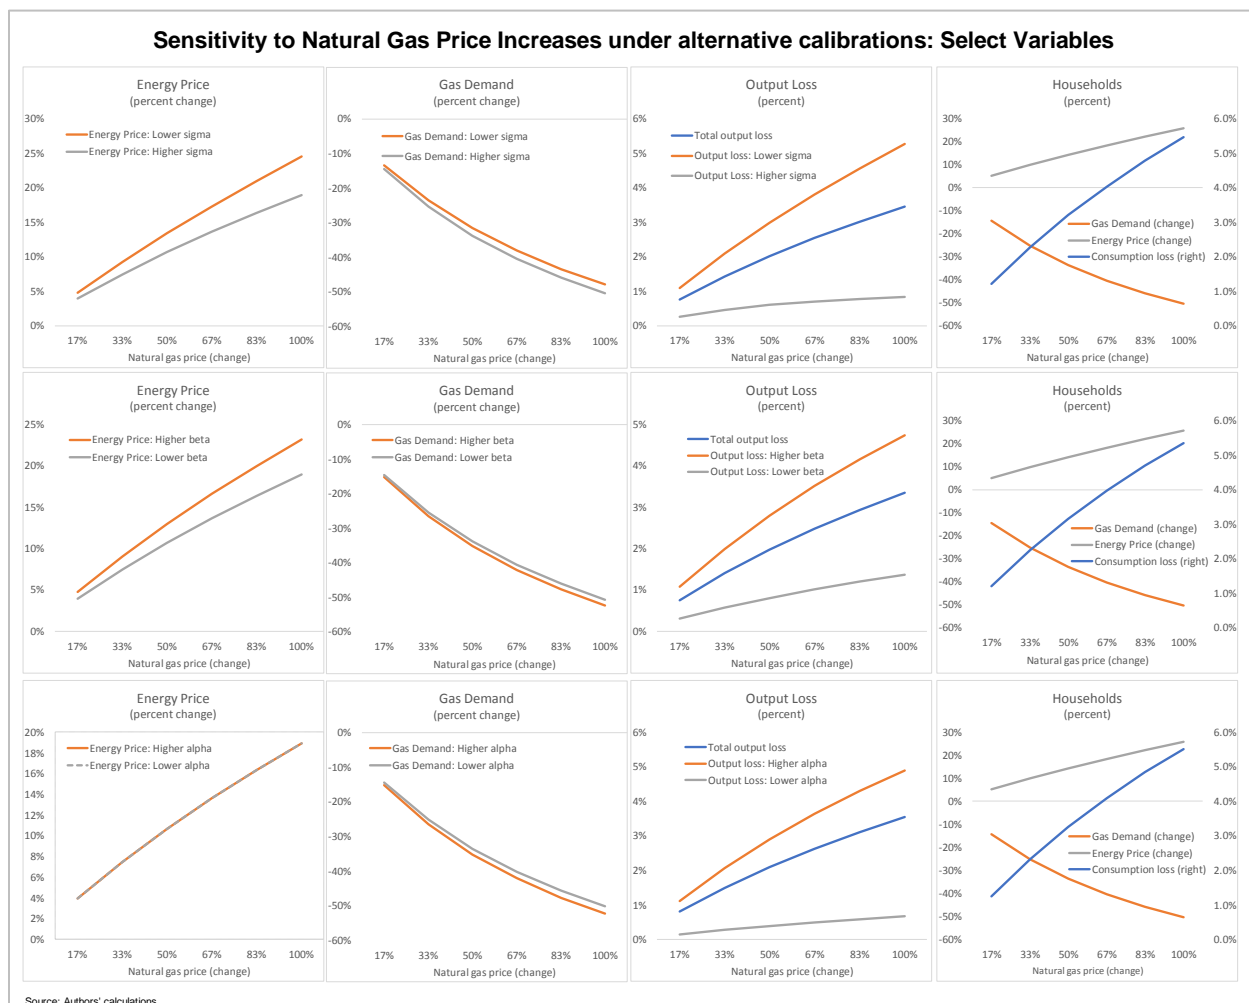 Sensitivity to Natural Gas Price Increases under alternative calibrations: Select Variables
Energy Price
(percent change)
30%
25%
20%
15%
10%
5%
0%
Energy Price: Lower sigma
Energy Price: Higher sigma
17% 33% 50% 67% 83% 100%
Natural gas price (change)
Gas Demand
(percent change)
0%
-10%
-20%
-30%
-40%
-50%
-60%
Gas Demand: Lower sigma
Gas Demand: Higher sigma
17% 33% 50% 67% 83% 100%
Natural gas price (change)
Output Loss
(percent)
6%
5%
4%
3%
2%
1%
0%
Total output loss
Output loss: Lower sigma
Output Loss: Higher sigma
17% 33% 50% 67% 83% 100%
Natural gas price (change)
Households
(percent)
30%
20%
10%
0%
-10%
-20%
-30%
-40%
-50%
-60%
6.0%
5.0%
4.0%
3.0%
2.0%
1.0%
0.0%
Gas Demand (change)
Energy Price (change)
Consumption loss (right)
17% 33% 50% 67% 83% 100%
Natural gas price (change)
Energy Price
(percent change)
25%
20%
15%
10%
5%
0%
Energy Price: Higher beta
Energy Price: Lower beta
17% 33% 50% 67% 83% 100%
Natural gas price (change)
Gas Demand
(percent change)
0%
-10%
-20%
-30%
-40%
-50%
-60%
Gas Demand: Higher beta
Gas Demand: Lower beta
17% 33% 50% 67% 83% 100%
Natural gas price (change)
Output Loss
(percent)
5%
4%
3%
2%
1%
0%
Total output loss
Output loss: Higher beta
Output Loss: Lower beta
17% 33% 50% 67% 83% 100%
Natural gas price (change)
Households
(percent)
30%
20%
10%
0%
-10%
-20%
-30%
-40%
-50%
-60%
6.0%
5.0%
4.0%
3.0%
2.0%
1.0%
0.0%
Gas Demand (change)
Energy Price (change)
Consumption loss (right)
17% 33% 50% 67% 83% 100%
Natural gas price (change)
Energy Price
(percent change)
20%
18%
16%
14%
12%
10%
8%
6%
4%
2%
0%
Energy Price: Higher alpha
Energy Price: Lower alpha
17% 33% 50% 67% 83% 100%
Natural gas price (change)
Gas Demand
(percent change)
0%
-10%
-20%
-30%
-40%
-50%
-60%
Gas Demand: Higher alpha
Gas Demand: Lower alpha
17% 33% 50% 67% 83% 100%
Natural gas price (change)
Output Loss
(percent)
6%
5%
4%
3%
2%
1%
0%
Total output loss
Output loss: Higher alpha
Output Loss: Lower alpha
17% 33% 50% 67% 83% 100%
Natural gas price (change)
Households
(percent)
30%
20%
10%
0%
-10%
-20%
-30%
-40%
-50%
-60%
6.0%
5.0%
4.0%
3.0%
2.0%
1.0%
0.0%
Gas Demand (change)
Energy Price (change)
Consumption loss (right)
17% 33% 50% 67% 83% 100%
Natural gas price (change)
Source: Authors' calculations